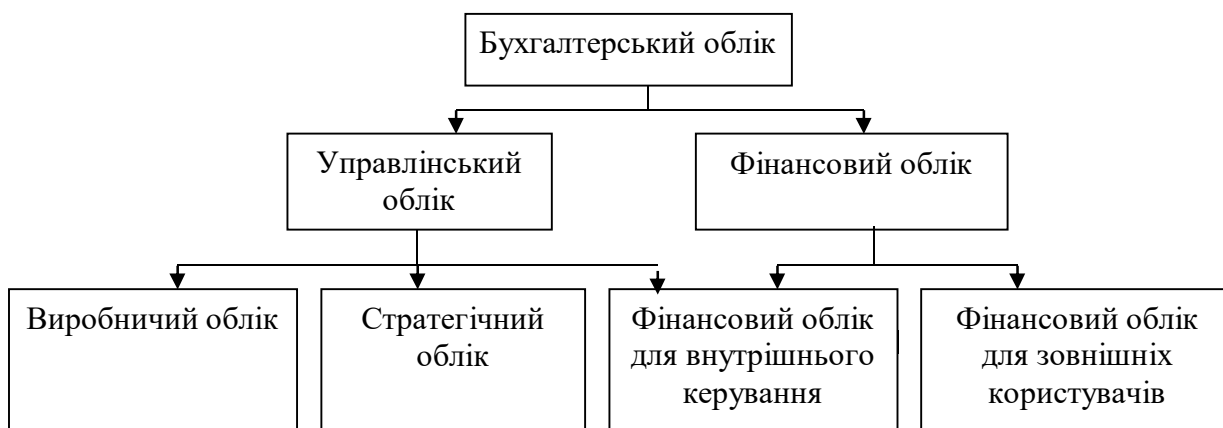 Бухгалтерський облік
Управлінський
облік
Фінансовий облік
Виробничий облік
Стратегічний
облік
Фінансовий облік
для внутрішнього
керування
Фінансовий облік
для зовнішніх
користувачів